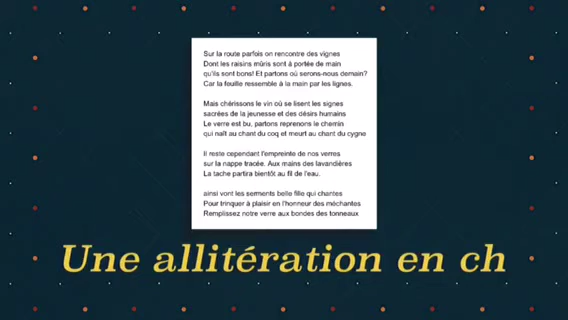 Sur la route parfois on rencontre des vignes
Dont les raisins mûris sont à portée de main
qu'ils sont bons! Et partons où serons-nous demain?
Car la feuille ressemble à la main par les lignes.
Mais chérissons le vin où se lisent les signes
sacrées de la jeunesse et des désirs humains
Le verre est bu, partons reprenons le chemin
qui naît au chant du coq et meurt au chant du cygne
Il reste cependant l'empreinte de nos verres
sur la nappe tracée. Aux mains des lavandières
La tache partira bientôt au fil de l'eau.
ainsi vont les serments belle fille qui chantes
Pour trinquer à plaisir en l'honneur des méchantes
Remplissez notre verre aux bondes des tonneaux
Une allitération en ch